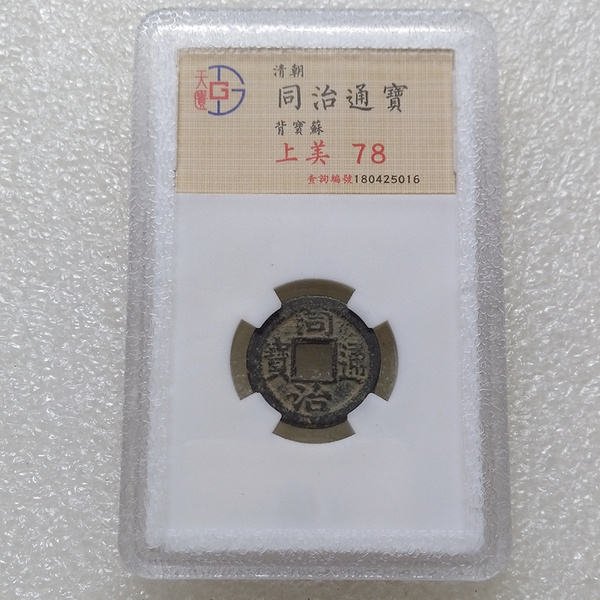 天豐
清朝
同治通寶
背寶蘇
上美 78
查詢編號180425016
同治通寶